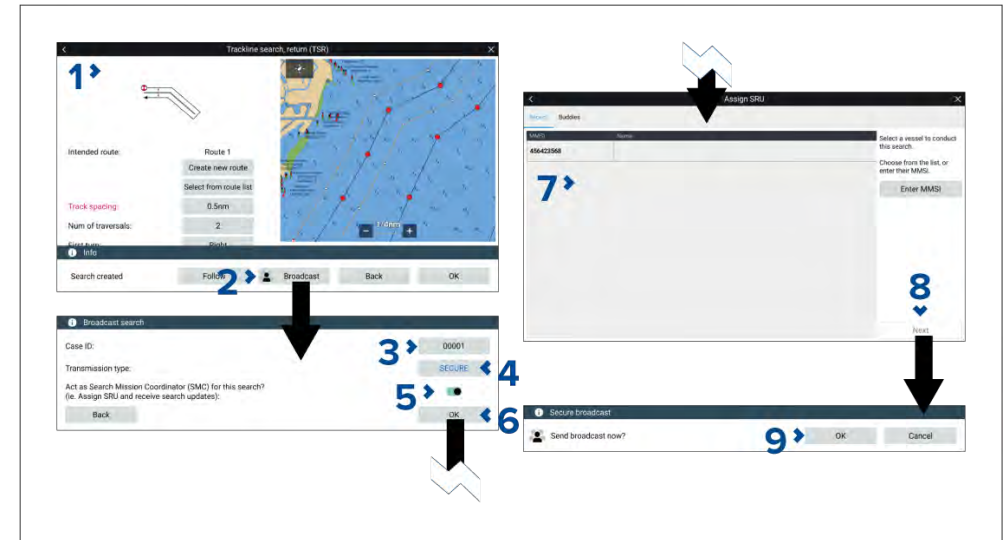 Trackline search, return (TSR)
1
Intended route:
Route 1
Create new route
Select from route list
Track spacing:
0.5nm
Num of traversals:
2
First turn:
Right
1/4nm
Info
Search created
Follow
2
Broadcast
Back
OK
Broadcast search
Case ID:
3
00001
Transmission type:
SECURE
4
Act as Search Mission Coordinator (SMC) for this search?
(ie. Assign SRU and receive search updates):
5
Back
OK
6
Assign SRU
Buddies
MMSI
Name
456423568
7
Select a vessel to conduct
this search.
Choose from the list, or
enter their MMSI.
Enter MMSI
8
Next
Secure broadcast
Send broadcast now?
9
OK
Cancel